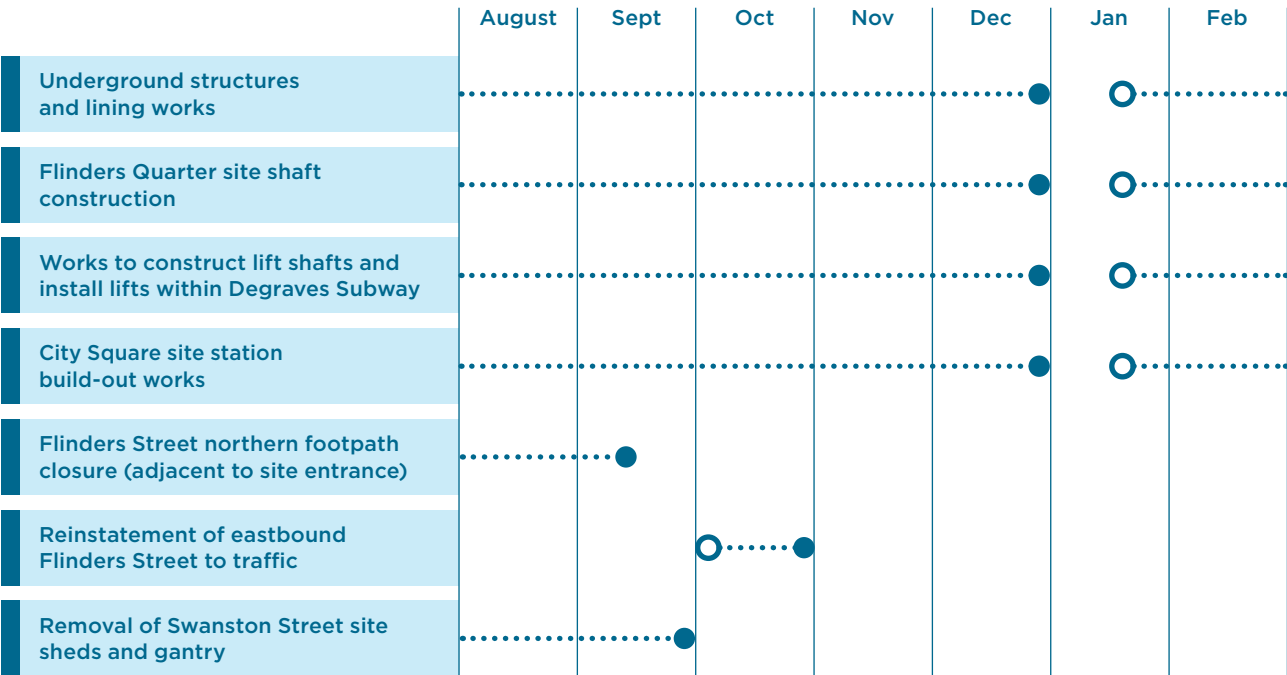 August Sept Oct Nov Dec Jan Feb
Underground structures
and lining works
Flinders Quarter site shaft
construction
Works to construct lift shafts and
install lifts within Degraves Subway
City Square site station
build-out works
Flinders Street northern footpath
closure (adjacent to site entrance)
Reinstatement of eastbound
Flinders Street to traffic
Removal of Swanston Street site
sheds and gantry